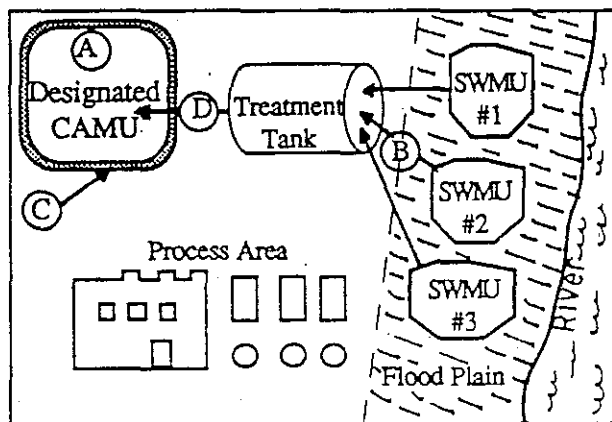 A
Designated
CAMU
D
Treatment
Tank
B
SWMU
#1
SWMU
#2
SWMU
#3
C
Process Area
Flood Plain
River